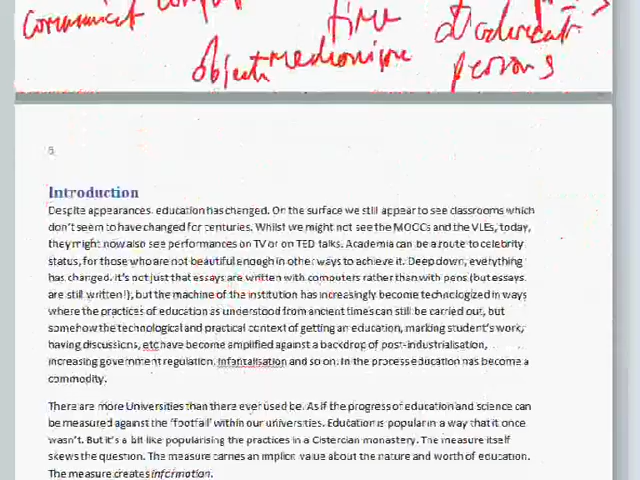 Communicat
time
object
persons
5
Introduction
Despite appearances, education has changed. On the surface we still appear to see classrooms which
don't seem to have changed for centuries. Whilst we might not see the MOCCs and the VLEs, today,
they might now also see performances on TV or on TED talks. Academia can be a route to celebrity
status, for those who are not beautiful enough in other ways to achieve it. Deep down, everything
has changed. It's not just that essays are written with computers rather than with pens (but essays
are still written!), but the machine of the institution has increasingly become technologized in ways
where the practices of education as understood from ancient times can still be carried out, but
somehow the technological and practical context of getting an education, marking student's work,
having discussions, etc have become amplified against a backdrop of post-industrialisation,
increasing government regulation, infantalisation and so on. In the process education has become a
commodity.
There are more Universities than there ever used be. As if the progress of education and science can
be measured against the 'footfall' within our universities. Education is popular in a way that it once
wasn't. But it's a bit like popularising the practices in a Cistercian monastery. The measure itself
skews the question. The measure carries an implicit value about the nature and worth of education.
The measure creates information.